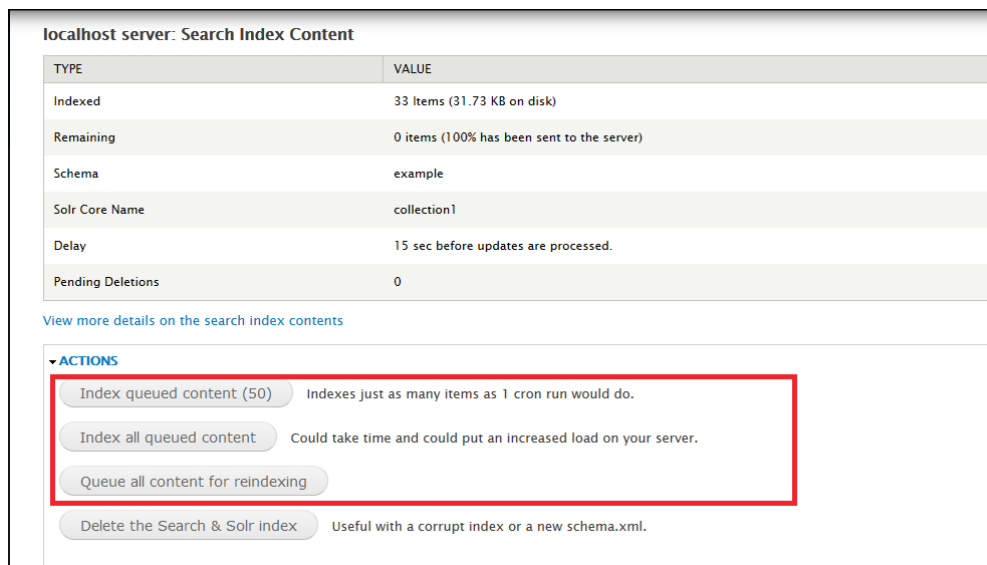 localhost server: Search Index Content
TYPE VALUE
Indexed 33 Items (31.73 KB on disk)
Remaining 0 items (100% has been sent to the server)
Schema example
Solr Core Name collection1
Delay 15 sec before updates are processed.
Pending Deletions 0
View more details on the search index contents
ACTIONS
Index queued content (50) Indexes just as many items as 1 cron run would do.
Index all queued content Could take time and could put an increased load on your server.
Queue all content for reindexing
Delete the Search & Solr index Useful with a corrupt index or a new schema.xml.